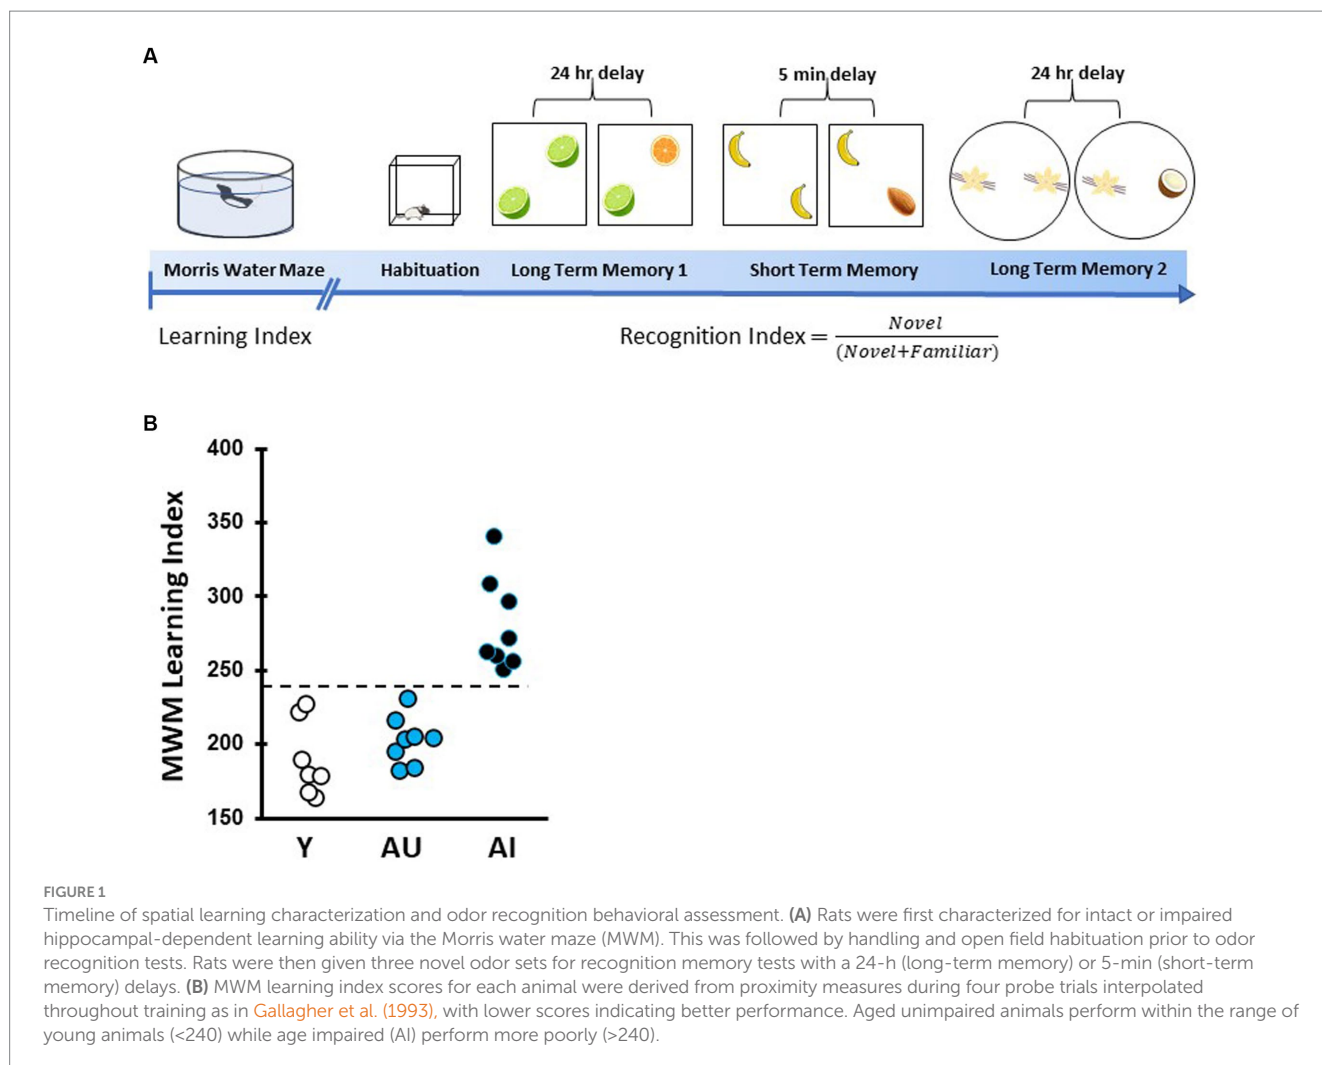 A
24 hr delay
5 min delay
24 hr delay
Morris Water Maze
Habituation
Long Term Memory 1
Short Term Memory
Long Term Memory 2
Learning Index
Recognition Index = Novel / (Novel+Familiar)
B
MWM Learning Index
400
350
300
250
200
150
Y
AU
AI
FIGURE 1
Timeline of spatial learning characterization and odor recognition behavioral assessment. (A) Rats were first characterized for intact or impaired
hippocampal-dependent learning ability via the Morris water maze (MWM). This was followed by handling and open field habituation prior to odor
recognition tests. Rats were then given three novel odor sets for recognition memory tests with a 24-h (long-term memory) or 5-min (short-term
memory) delays. (B) MWM learning index scores for each animal were derived from proximity measures during four probe trials interpolated
throughout training as in Gallagher et al. (1993), with lower scores indicating better performance. Aged unimpaired animals perform within the range of
young animals (<240) while age impaired (AI) perform more poorly (>240).